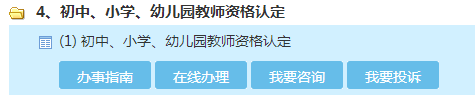 4、初中、小学、幼儿园教师资格认定
(1) 初中、小学、幼儿园教师资格认定
办事指南 在线办理 我要咨询 我要投诉